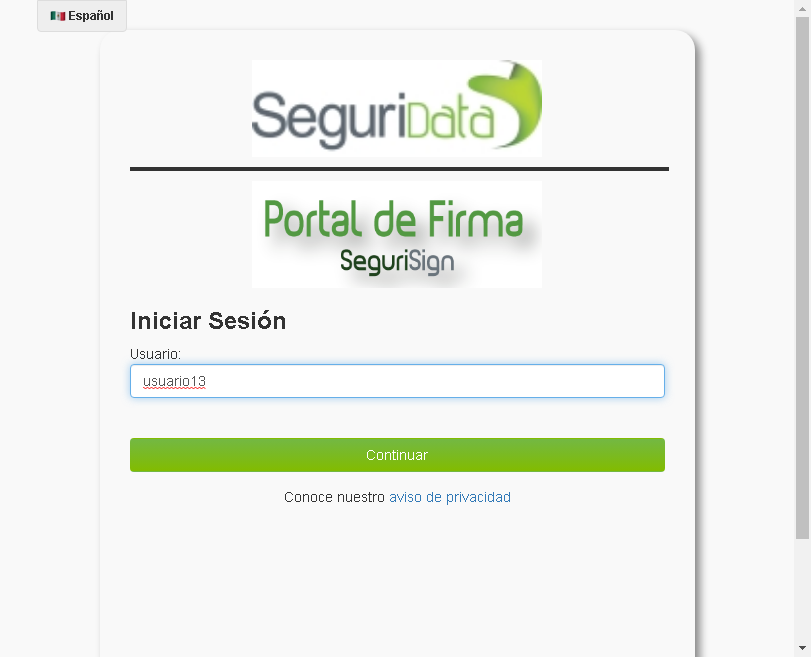 Español
SeguriData
Portal de Firma
SeguriSign
Iniciar Sesión
Usuario:
usuario13
Continuar
Conoce nuestro aviso de privacidad